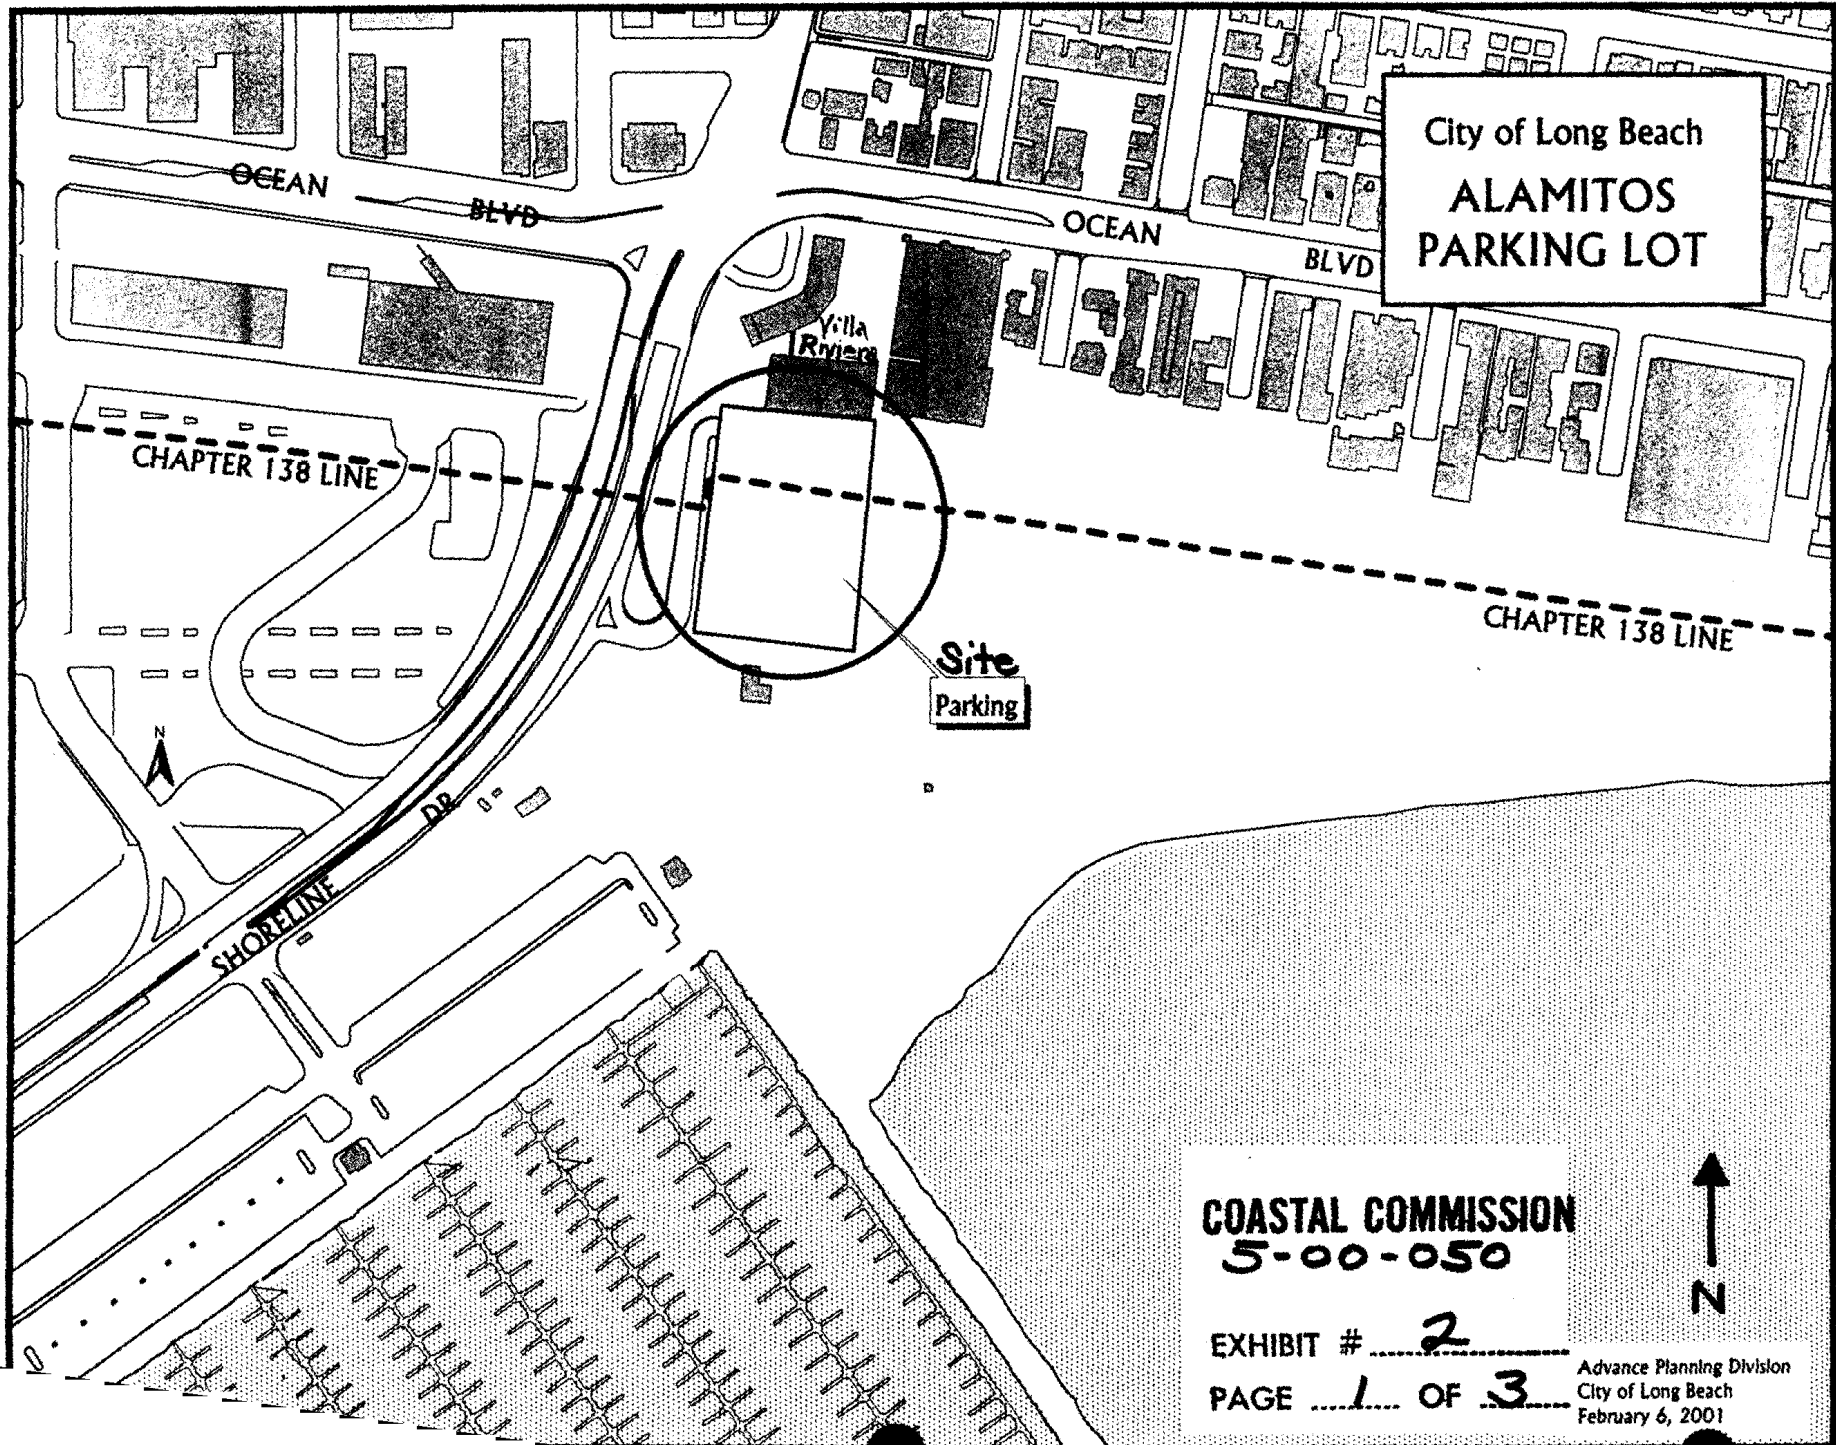 City of Long Beach
ALAMITOS
PARKING LOT
OCEAN
BLVD
OCEAN
BLVD
Villa
Riviera
CHAPTER 138 LINE
CHAPTER 138 LINE
Site
Parking
N
DR
SHORELINE
COASTAL COMMISSION
5-00-050
EXHIBIT # 2
PAGE 1 OF 3
N
Advance Planning Division
City of Long Beach
February 6, 2001